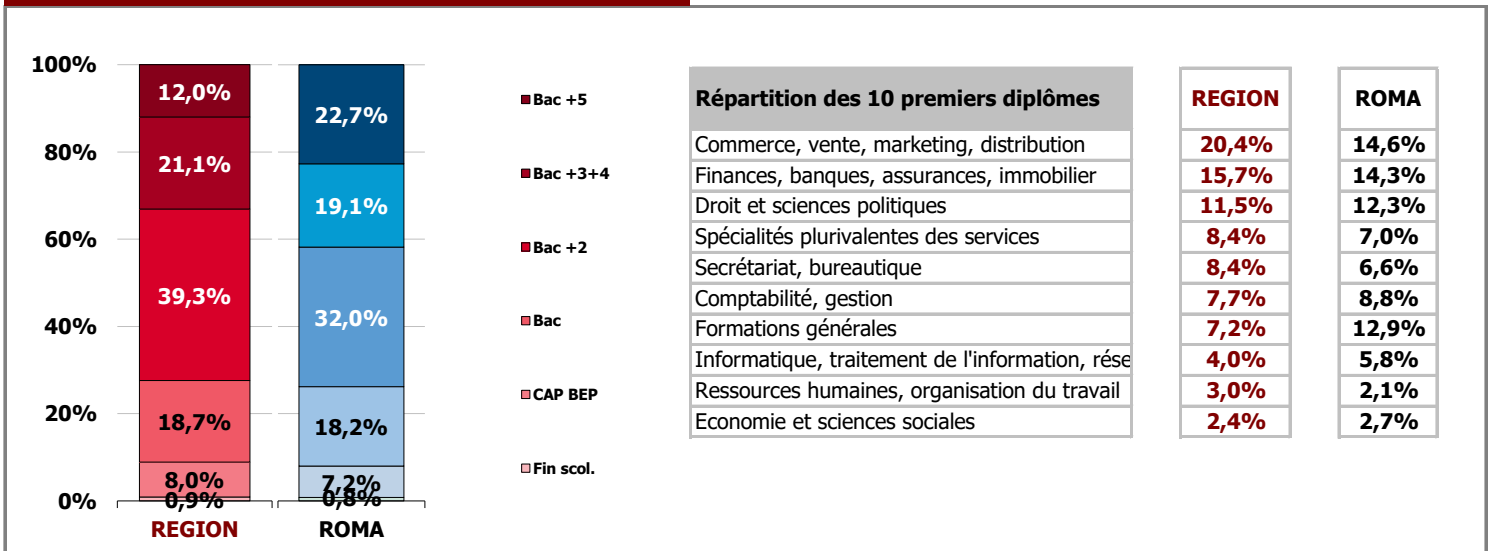 100%
80%
60%
40%
20%
0%
12,0%
21,1%
39,3%
18,7%
8,0%
0,9%
REGION
22,7%
19,1%
32,0%
18,2%
7,2%
0,8%
ROMA
Bac +5
Bac +3+4
Bac +2
Bac
CAP BEP
Fin scol.
Répartition des 10 premiers diplômes REGION ROMA
Commerce, vente, marketing, distribution 20,4% 14,6%
Finances, banques, assurances, immobilier 15,7% 14,3%
Droit et sciences politiques 11,5% 12,3%
Spécialités plurivalentes des services 8,4% 7,0%
Secrétariat, bureautique 8,4% 6,6%
Comptabilité, gestion 7,7% 8,8%
Formations générales 7,2% 12,9%
Informatique, traitement de l'information, rése 4,0% 5,8%
Ressources humaines, organisation du travail 3,0% 2,1%
Economie et sciences sociales 2,4% 2,7%